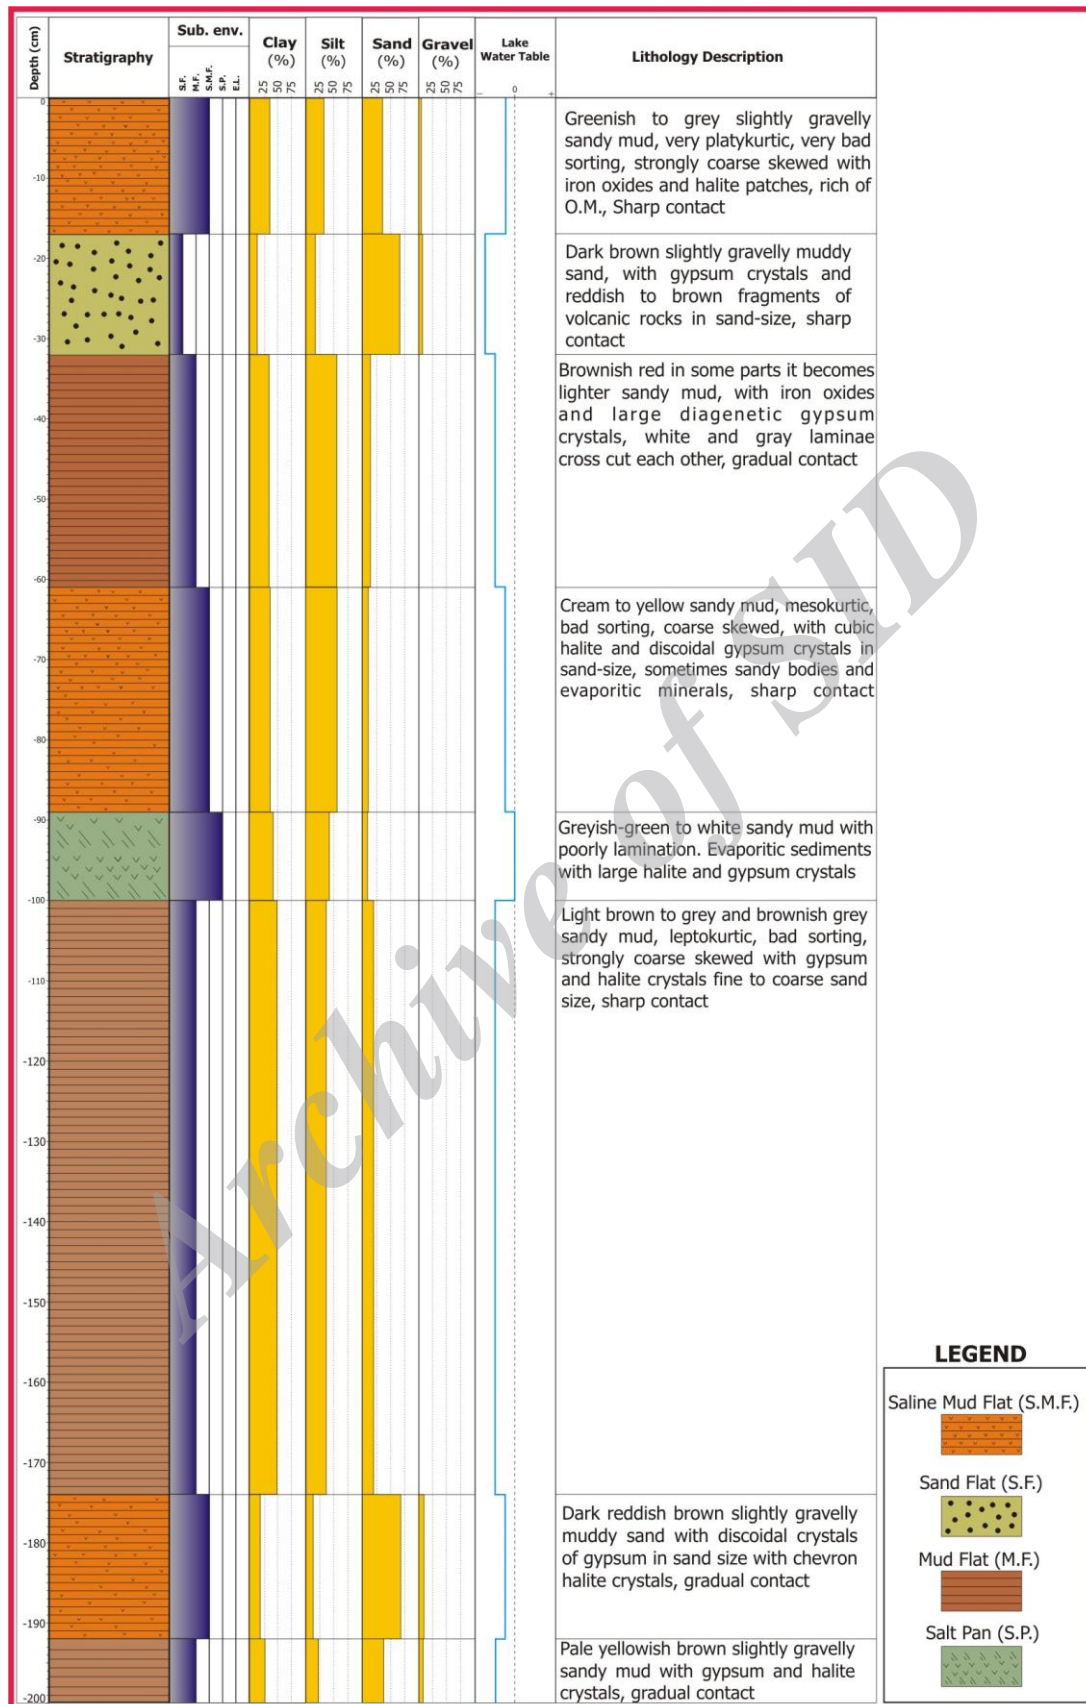 Depth (cm)
Stratigraphy
Sub. env.
S.F.
M.F.
S.M.F.
S.P.
E.L.
Clay
(%)
25 50 75
Silt
(%)
25 50 75
Sand
(%)
25 50 75
Gravel
(%)
25 50 75
Lake
Water Table
− 0 +
Lithology Description
0
-10
-20
-30
-40
-50
-60
-70
-80
-90
-100
-110
-120
-130
-140
-150
-160
-170
-180
-190
-200
Greenish to grey slightly gravelly
sandy mud, very platykurtic, very bad
sorting, strongly coarse skewed with
iron oxides and halite patches, rich of
O.M., Sharp contact
Dark brown slightly gravelly muddy
sand, with gypsum crystals and
reddish to brown fragments of
volcanic rocks in sand-size, sharp
contact
Brownish red in some parts it becomes
lighter sandy mud, with iron oxides
and large diagenetic gypsum
crystals, white and gray laminae
cross cut each other, gradual contact
Cream to yellow sandy mud, mesokurtic,
bad sorting, coarse skewed, with cubic
halite and discoidal gypsum crystals in
sand-size, sometimes sandy bodies and
evaporitic minerals, sharp contact
Greyish-green to white sandy mud with
poorly lamination. Evaporitic sediments
with large halite and gypsum crystals
Light brown to grey and brownish grey
sandy mud, leptokurtic, bad sorting,
strongly coarse skewed with gypsum
and halite crystals fine to coarse sand
size, sharp contact
Dark reddish brown slightly gravelly
muddy sand with discoidal crystals
of gypsum in sand size with chevron
halite crystals, gradual contact
Pale yellowish brown slightly gravelly
sandy mud with gypsum and halite
crystals, gradual contact
LEGEND
Saline Mud Flat (S.M.F.)
Sand Flat (S.F.)
Mud Flat (M.F.)
Salt Pan (S.P.)
Archive of SID